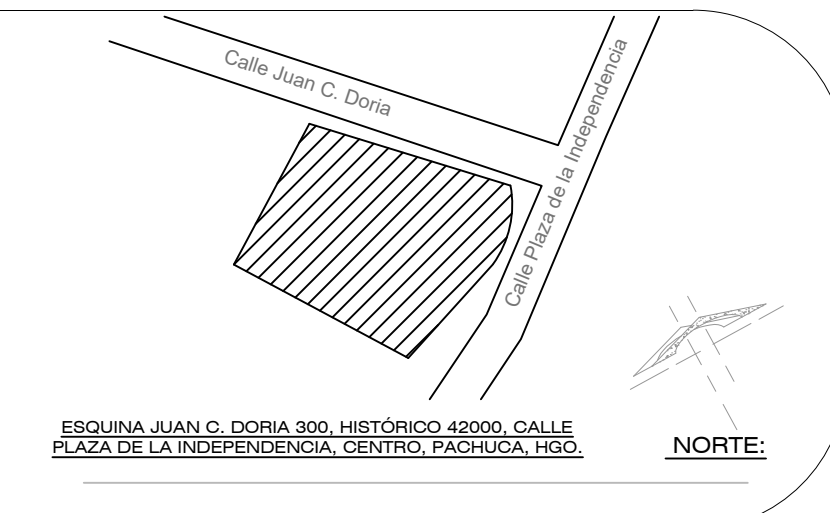 Calle Juan C. Doria
Calle Plaza de la Independencia
ESQUINA JUAN C. DORIA 300, HISTÓRICO 42000, CALLE
PLAZA DE LA INDEPENDENCIA, CENTRO, PACHUCA, HGO.
NORTE: